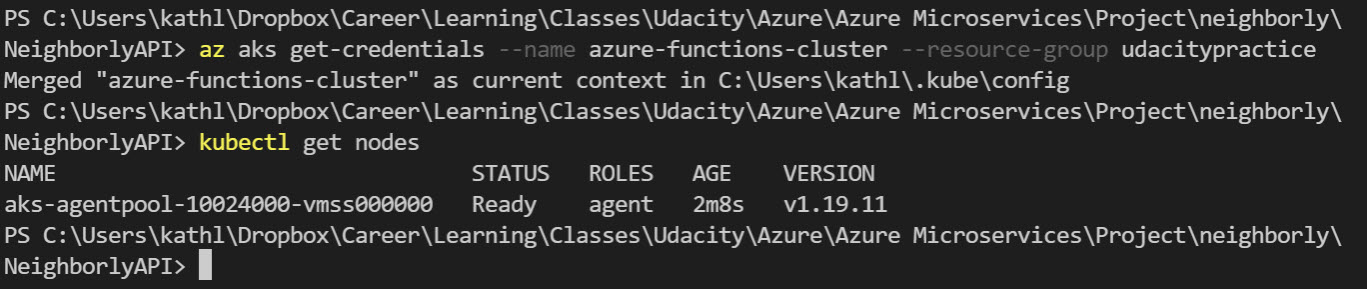 PS C:\Users\kathl\Dropbox\Career\Learning\Classes\Udacity\Azure\Azure Microservices\Project\neighborly\
NeighborlyAPI> az aks get-credentials --name azure-functions-cluster --resource-group udacitypractice
Merged "azure-functions-cluster" as current context in C:\Users\kathl\.kube\config
PS C:\Users\kathl\Dropbox\Career\Learning\Classes\Udacity\Azure\Azure Microservices\Project\neighborly\
NeighborlyAPI> kubectl get nodes
NAME STATUS ROLES AGE VERSION
aks-agentpool-10024000-vmss000000 Ready agent 2m8s v1.19.11
PS C:\Users\kathl\Dropbox\Career\Learning\Classes\Udacity\Azure\Azure Microservices\Project\neighborly\
NeighborlyAPI>